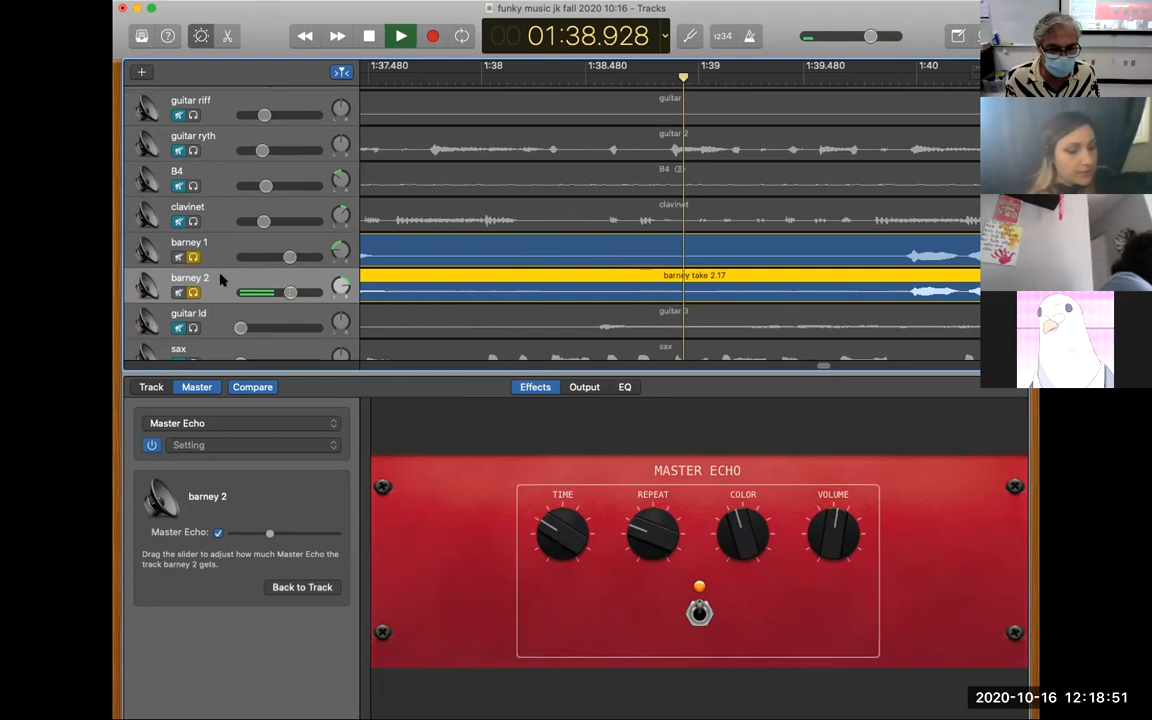 funky music jk fall 2020 10:16 - Tracks
01:38.928
1234
1:37.480 1:38 1:38.480 1:39 1:39.480 1:40
guitar riff
guitar
guitar ryth
guitar 2
B4
B4
clavinet
clavinet
barney 1
barney 2
barney take 2.17
guitar ld
guitar 3
sax
sax
Track Master Compare Effects Output EQ
Master Echo
Setting
barney 2
Master Echo:
Drag the slider to adjust how much Master Echo the
track barney 2 gets.
Back to Track
MASTER ECHO
TIME REPEAT COLOR VOLUME
2020-10-16 12:18:51